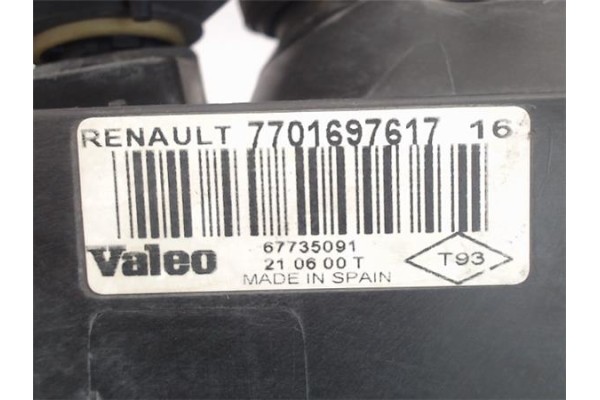 RENAULT 7701697617 16
67735091
Valeo 21 06 00 T T93
MADE IN SPAIN